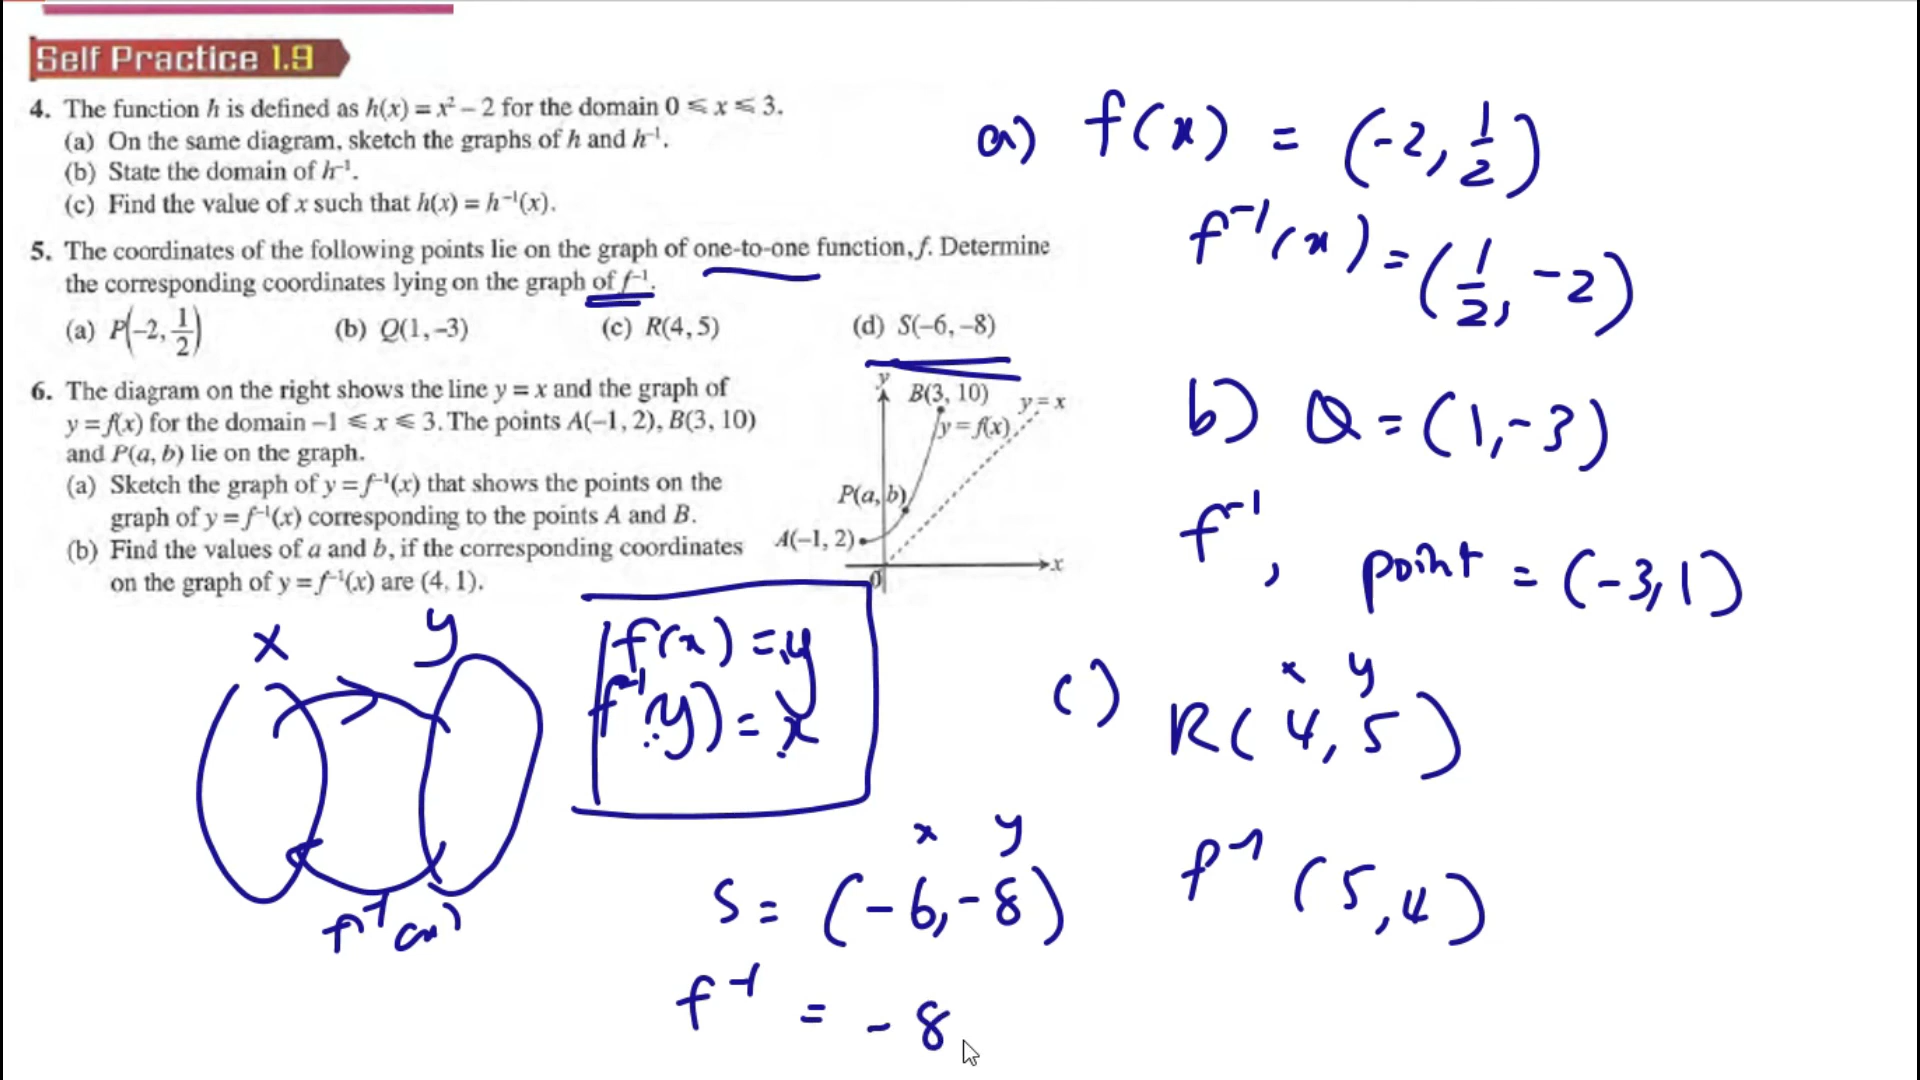 Self Practice 1.9
4. The function h is defined as h(x) = x² – 2 for the domain 0 ⩽ x ⩽ 3.
(a) On the same diagram, sketch the graphs of h and h⁻¹.
(b) State the domain of h⁻¹.
(c) Find the value of x such that h(x) = h⁻¹(x).
5. The coordinates of the following points lie on the graph of one-to-one function, f. Determine
the corresponding coordinates lying on the graph of f⁻¹.
(a) P(–2, 1/2) (b) Q(1, –3) (c) R(4, 5) (d) S(–6, –8)
6. The diagram on the right shows the line y = x and the graph of
y = f(x) for the domain –1 ⩽ x ⩽ 3. The points A(–1, 2), B(3, 10)
and P(a, b) lie on the graph.
(a) Sketch the graph of y = f⁻¹(x) that shows the points on the
graph of y = f⁻¹(x) corresponding to the points A and B.
(b) Find the values of a and b, if the corresponding coordinates
on the graph of y = f⁻¹(x) are (4, 1).
y
B(3, 10)
y = x
y = f(x)
P(a, b)
A(–1, 2)
0
x
x y
f⁻¹(x)
f(x) = y
f⁻¹(y) = x
a) f(x) = (-2, 1/2)
f⁻¹(x) = (1/2, -2)
b) Q = (1, -3)
f⁻¹, point = (-3, 1)
x y
c) R(4, 5)
f⁻¹ (5, 4)
x y
S = (-6, -8)
f⁻¹ = -8